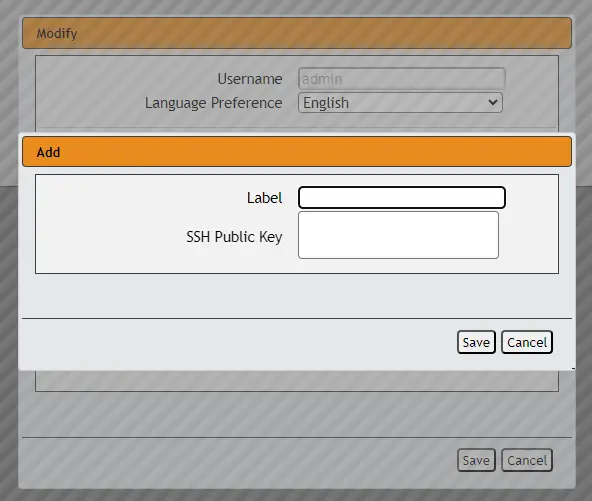 Modify
Username admin
Language Preference English
Add
Label
SSH Public Key
Save Cancel
Save Cancel